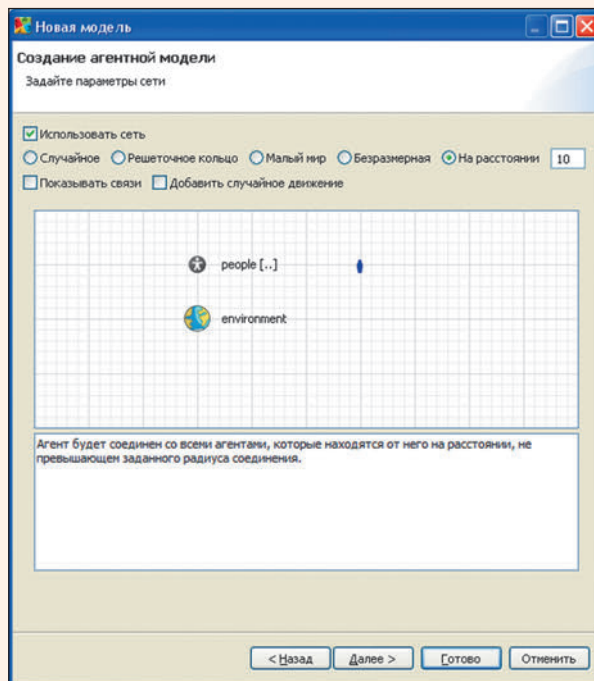 Новая модель
Создание агентной модели
Задайте параметры сети
Использовать сеть
Случайное Решеточное кольцо Малый мир Безразмерная На расстоянии 10
Показывать связи Добавить случайное движение
people [..]
environment
Агент будет соединен со всеми агентами, которые находятся от него на расстоянии, не
превышающем заданного радиуса соединения.
< Назад Далее > Готово Отменить